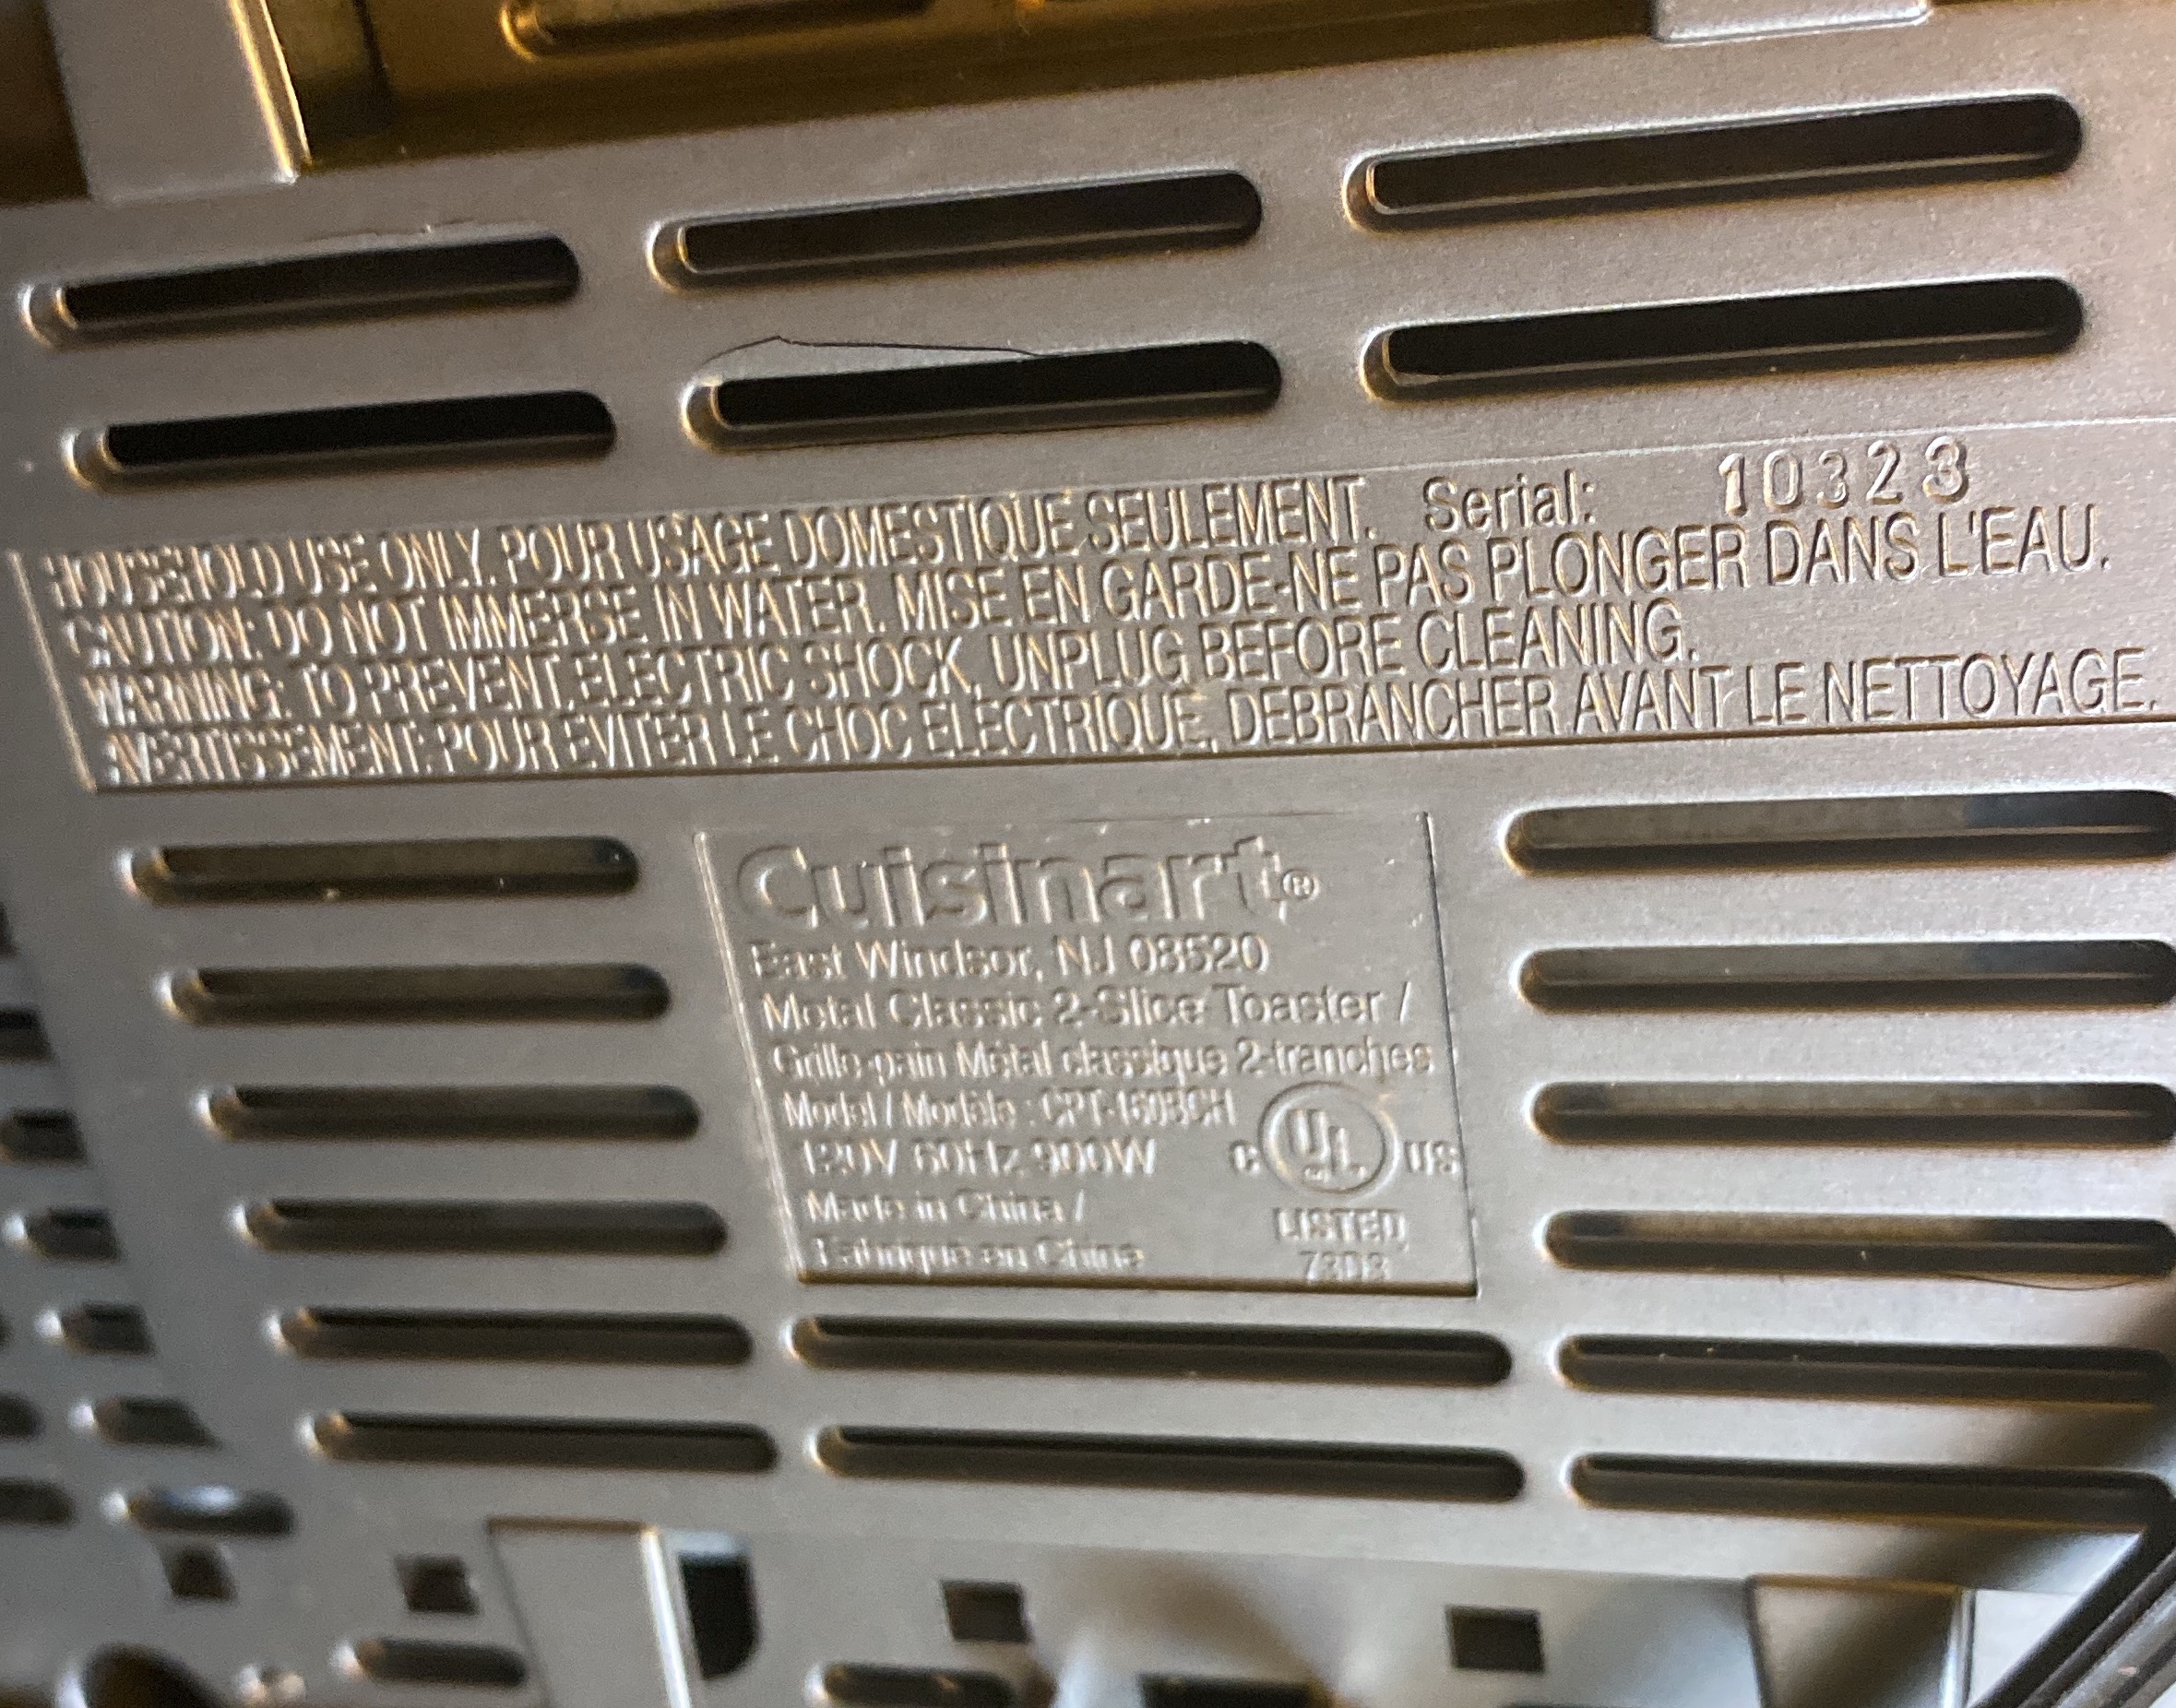 HOUSEHOLD USE ONLY. POUR USAGE DOMESTIQUE SEULEMENT. Serial: 10323
CAUTION: DO NOT IMMERSE IN WATER. MISE EN GARDE-NE PAS PLONGER DANS L'EAU.
WARNING: TO PREVENT ELECTRIC SHOCK, UNPLUG BEFORE CLEANING.
AVERTISSEMENT: POUR EVITER LE CHOC ELECTRIQUE, DEBRANCHER AVANT LE NETTOYAGE.
Cuisinart®
East Windsor, NJ 08520
Metal Classic 2-Slice Toaster /
Grille-pain Métal classique 2-tranches
Model / Modèle : CPT-160BCH
120V 60Hz 900W
C UL US
Made in China /
Fabrique en Chine
LISTED